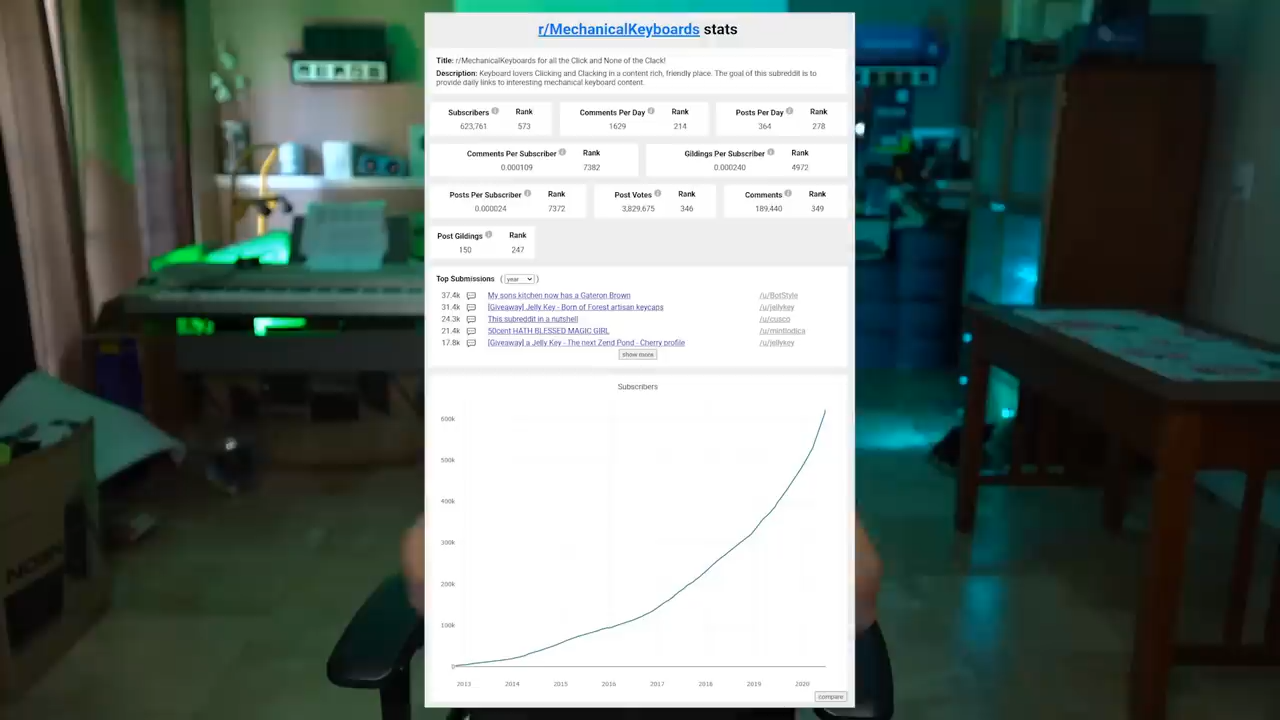 r/MechanicalKeyboards stats
Title: r/MechanicalKeyboards for all the Click and None of the Clack!
Description: Keyboard lovers Clicking and Clacking in a content rich, friendly place. The goal of this subreddit is to
provide daily links to interesting mechanical keyboard content.
Subscribers Rank Comments Per Day Rank Posts Per Day Rank
623,761 573 1629 214 364 278
Comments Per Subscriber Rank Gildings Per Subscriber Rank
0.000109 7382 0.000240 4972
Posts Per Subscriber Rank Post Votes Rank Comments Rank
0.000024 7372 3,829,675 346 189,440 349
Post Gildings Rank
150 247
Top Submissions ( year )
37.4k My sons kitchen now has a Gateron Brown /u/BotStyle
31.4k [Giveaway] Jelly Key - Born of Forest artisan keycaps /u/jellykey
24.3k This subreddit in a nutshell /u/cusco
21.4k 50cent HATH BLESSED MAGIC GIRL /u/mintlodica
17.8k [Giveaway] a Jelly Key - The next Zend Pond - Cherry profile /u/jellykey
show more
Subscribers
600k
500k
400k
300k
200k
100k
0
2013 2014 2015 2016 2017 2018 2019 2020
compare